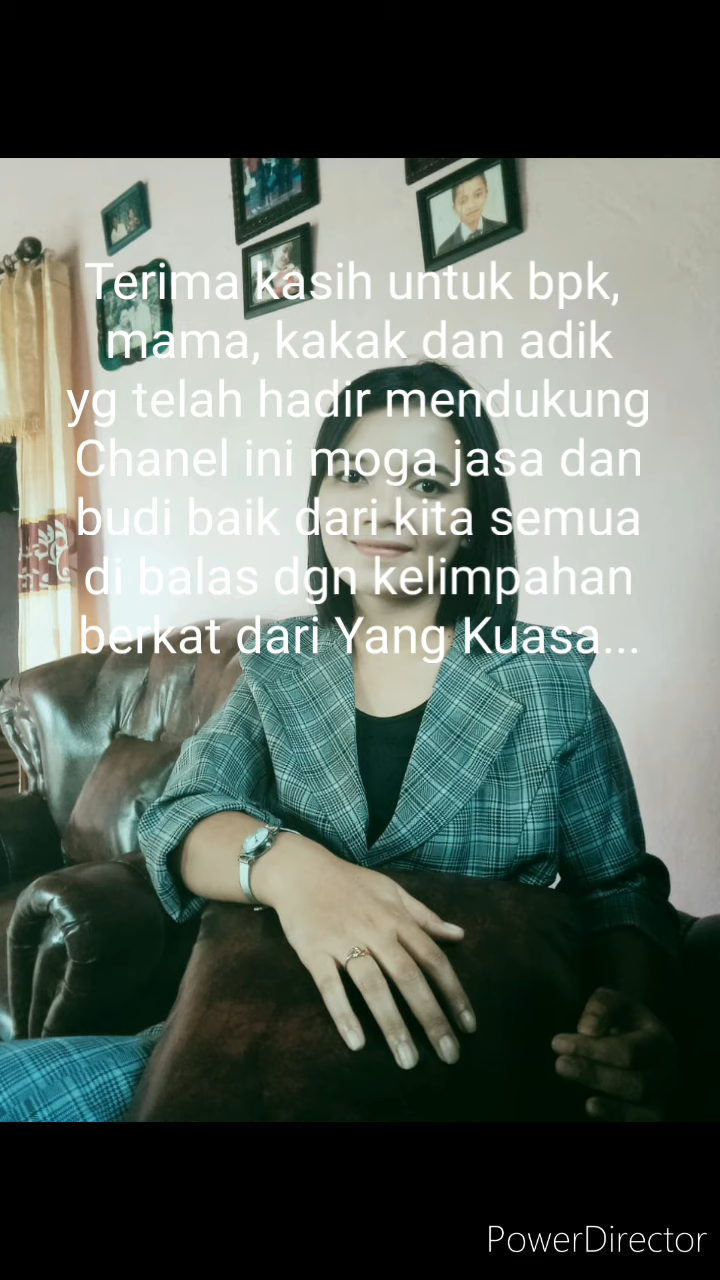 Terima kasih untuk bpk,
mama, kakak dan adik
yg telah hadir mendukung
Chanel ini moga jasa dan
budi baik dari kita semua
di balas dgn kelimpahan
berkat dari Yang Kuasa...
PowerDirector